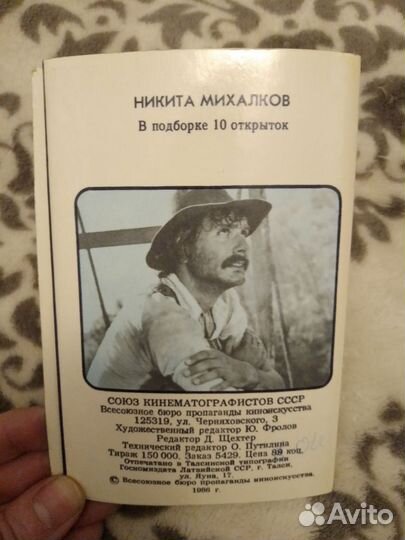 НИКИТА МИХАЛКОВ
В подборке 10 открыток
СОЮЗ КИНЕМАТОГРАФИСТОВ СССР
Всесоюзное бюро пропаганды киноискусства
125319, ул. Черняховского, 3
Художественный редактор Ю. Фролов
Редактор Д. Щехтер
Технический редактор О. Путилина
Тираж 150 000. Заказ 5429. Цена коп.
Отпечатано в Талсинской типографии
Госкомиздата Латвийской ССР, г. Талси,
ул. Яуна, 17.
© Всесоюзное бюро пропаганды киноискусства.
1986 г.
Avito